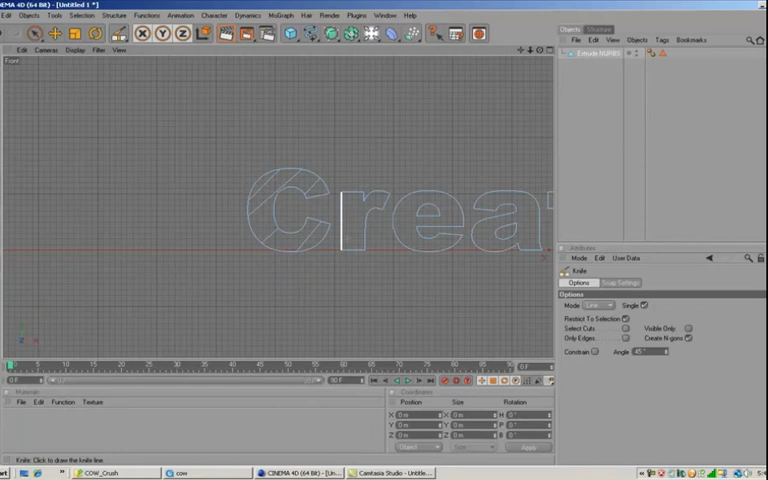 CINEMA 4D (64 Bit) - [Untitled 1 *]
Objects Tools Selection Structure Functions Animation Character Dynamics MoGraph Hair Render Plugins Window Help
Edit Cameras Display Filter View
Front
Crea
Objects Structure
File Edit View Objects Tags Bookmarks
Extrude NURBS
Attributes
Mode Edit User Data
Knife
Options Snap Settings
Options
Mode Line Single
Restrict To Selection
Select Cuts Visible Only:
Only Edges: Create N-gons
Constrain Angle 45°
0 5 10 15 20 25 30 35 40 45 50 55 60 65 70 75 80 85 90 0 F
0 F 90 F
Materials
File Edit Function Texture
Coordinates
Position Size Rotation
X 0 m X 0 m H 0°
Y 0 m Y 0 m P 0°
Z 0 m Z 0 m B 0°
Object Size Apply
Knife: Click to draw the knife line.
COW_Crush cow CINEMA 4D (64 Bit) - [Un... Camtasia Studio - Untitle...